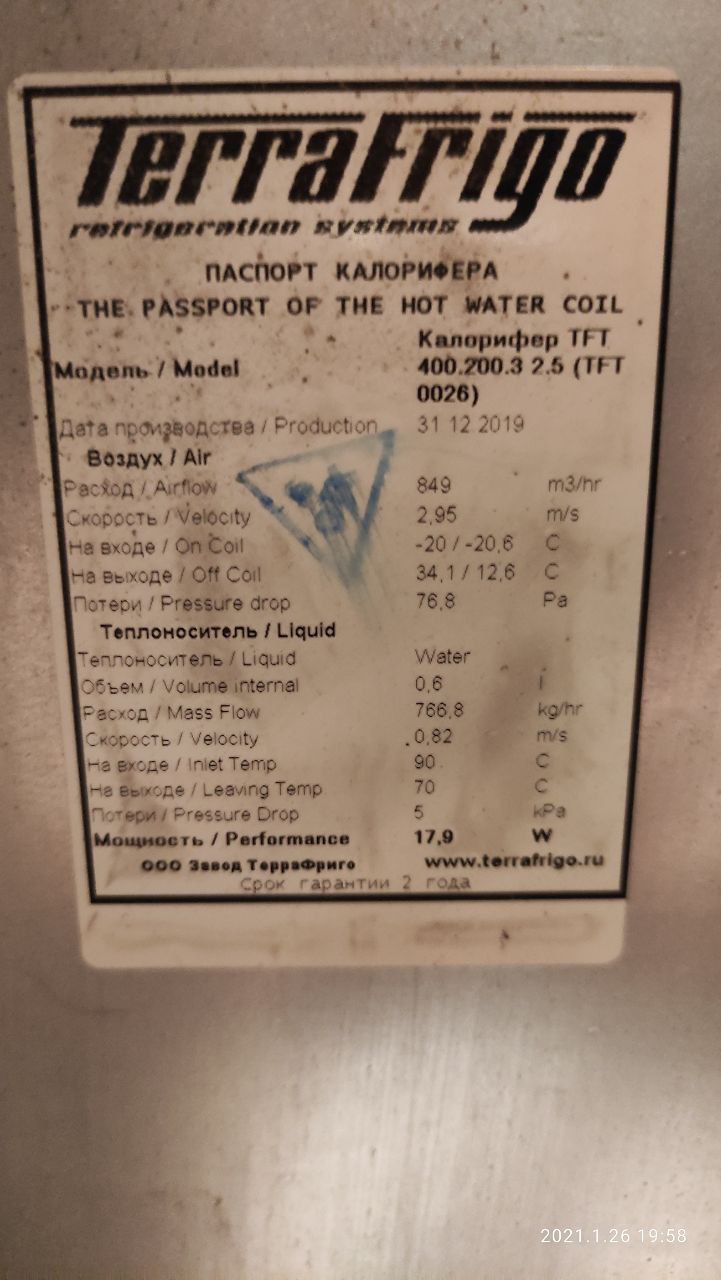 TerraFrigo
refrigeration systems
ПАСПОРТ КАЛОРИФЕРА
THE PASSPORT OF THE HOT WATER COIL
Модель / Model Калорифер TFT 400.200.3 2.5 (TFT 0026)
Дата производства / Production 31 12 2019
Воздух / Air
Расход / Airflow 849 m3/hr
Скорость / Velocity 2,95 m/s
На входе / On Coil -20 / -20,6 C
На выходе / Off Coil 34,1 / 12,6 C
Потери / Pressure drop 76,8 Pa
Теплоноситель / Liquid
Теплоноситель / Liquid Water
Объем / Volume internal 0,6 l
Расход / Mass Flow 766,8 kg/hr
Скорость / Velocity 0,82 m/s
На входе / Inlet Temp 90 C
На выходе / Leaving Temp 70 C
Потери / Pressure Drop 5 kPa
Мощность / Performance 17,9 W
ООО Завод ТерраФриго www.terrafrigo.ru
Срок гарантии 2 года
2021.1.26 19:58